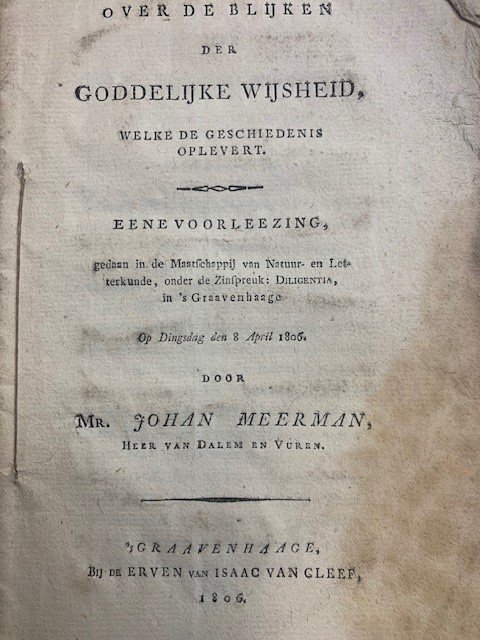 OVER DE BLIJKEN
DER
GODDELIJKE WIJSHEID,
WELKE DE GESCHIEDENIS
OPLEVERT.
EENE VOORLEEZING,
gedaan in de Maatschappij van Natuur- en Let-
terkunde, onder de Zinspreuk: DILIGENTIA,
in 's Graavenhaage
Op Dingsdag den 8 April 1806.
DOOR
MR. JOHAN MEERMAN,
HEER VAN DALEM EN VUREN.
'sGRAAVENHAAGE,
BIJ DE ERVEN VAN ISAAC VAN CLEEF,
1806.